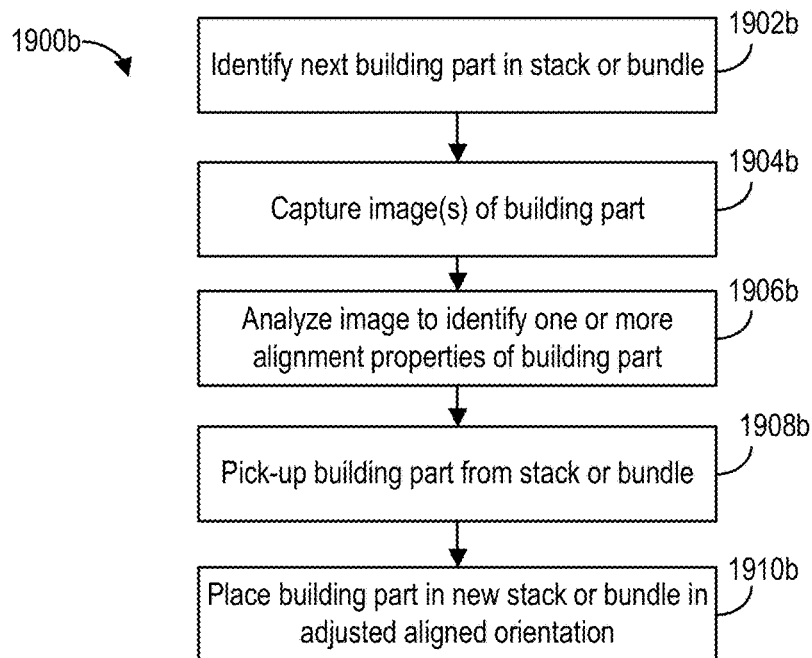 1900b
1902b
Identify next building part in stack or bundle
1904b
Capture image(s) of building part
1906b
Analyze image to identify one or more
alignment properties of building part
1908b
Pick-up building part from stack or bundle
1910b
Place building part in new stack or bundle in
adjusted aligned orientation